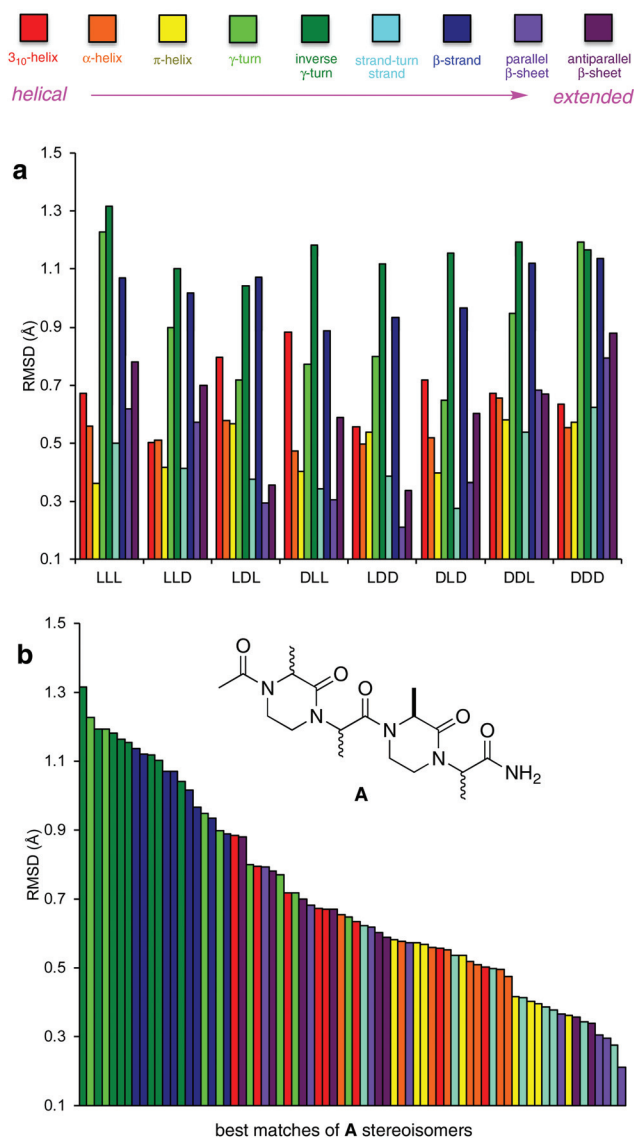 3₁₀-helix α-helix π-helix γ-turn inverse γ-turn strand-turn strand β-strand parallel β-sheet antiparallel β-sheet
helical extended
a
1.5
1.3
1.1
0.9
0.7
0.5
0.3
0.1
RMSD (Å)
LLL LLD LDL DLL LDD DLD DDL DDD
b
1.5
1.3
1.1
0.9
0.7
0.5
0.3
0.1
RMSD (Å)
O
N
O
N
O
N
O
N
O
NH₂
A
best matches of A stereoisomers